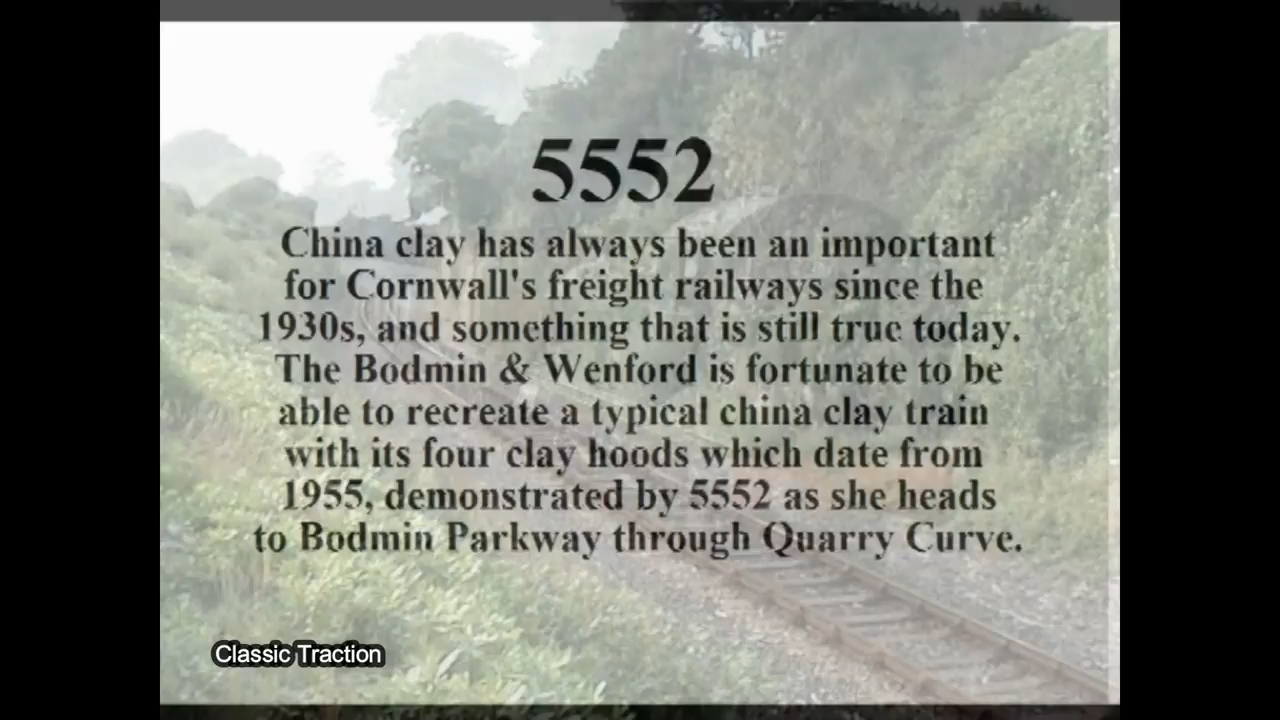 5552
China clay has always been an important
for Cornwall's freight railways since the
1930s, and something that is still true today.
The Bodmin & Wenford is fortunate to be
able to recreate a typical china clay train
with its four clay hoods which date from
1955, demonstrated by 5552 as she heads
to Bodmin Parkway through Quarry Curve.
Classic Traction